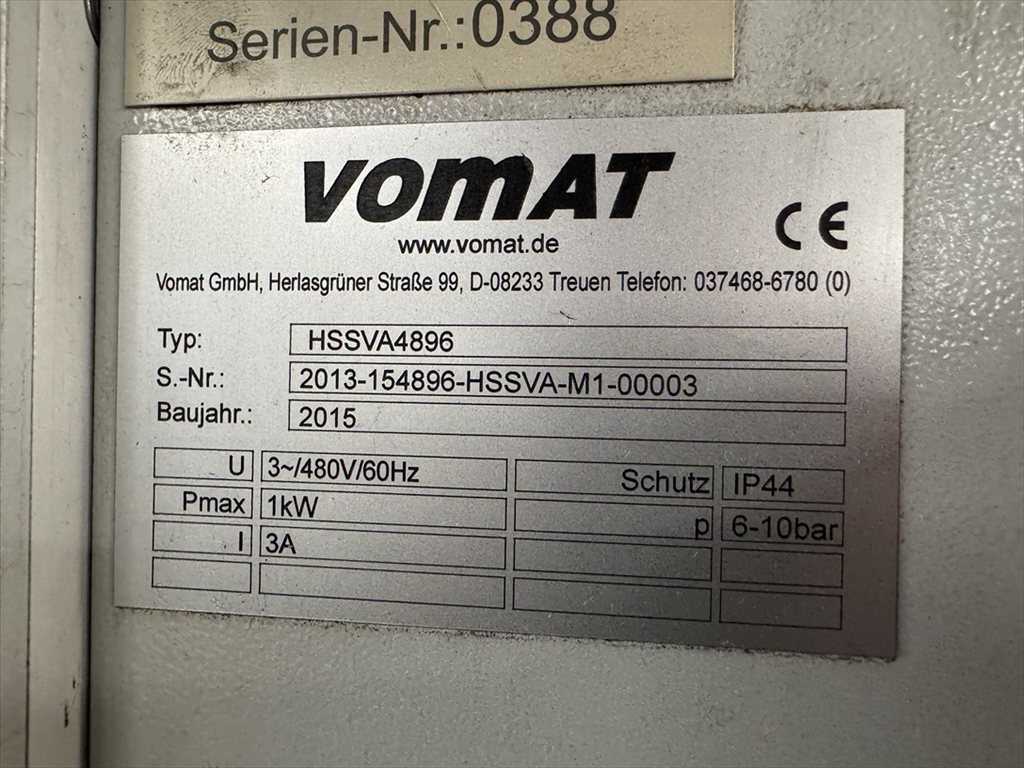 Serien-Nr.:0388
VOMAT
www.vomat.de
CE
Vomat GmbH, Herlasgrüner Straße 99, D-08233 Treuen Telefon: 037468-6780 (0)
Typ: HSSVA4896
S.-Nr.: 2013-154896-HSSVA-M1-00003
Baujahr.: 2015
U 3~/480V/60Hz Schutz IP44
Pmax 1kW p 6-10bar
I 3A